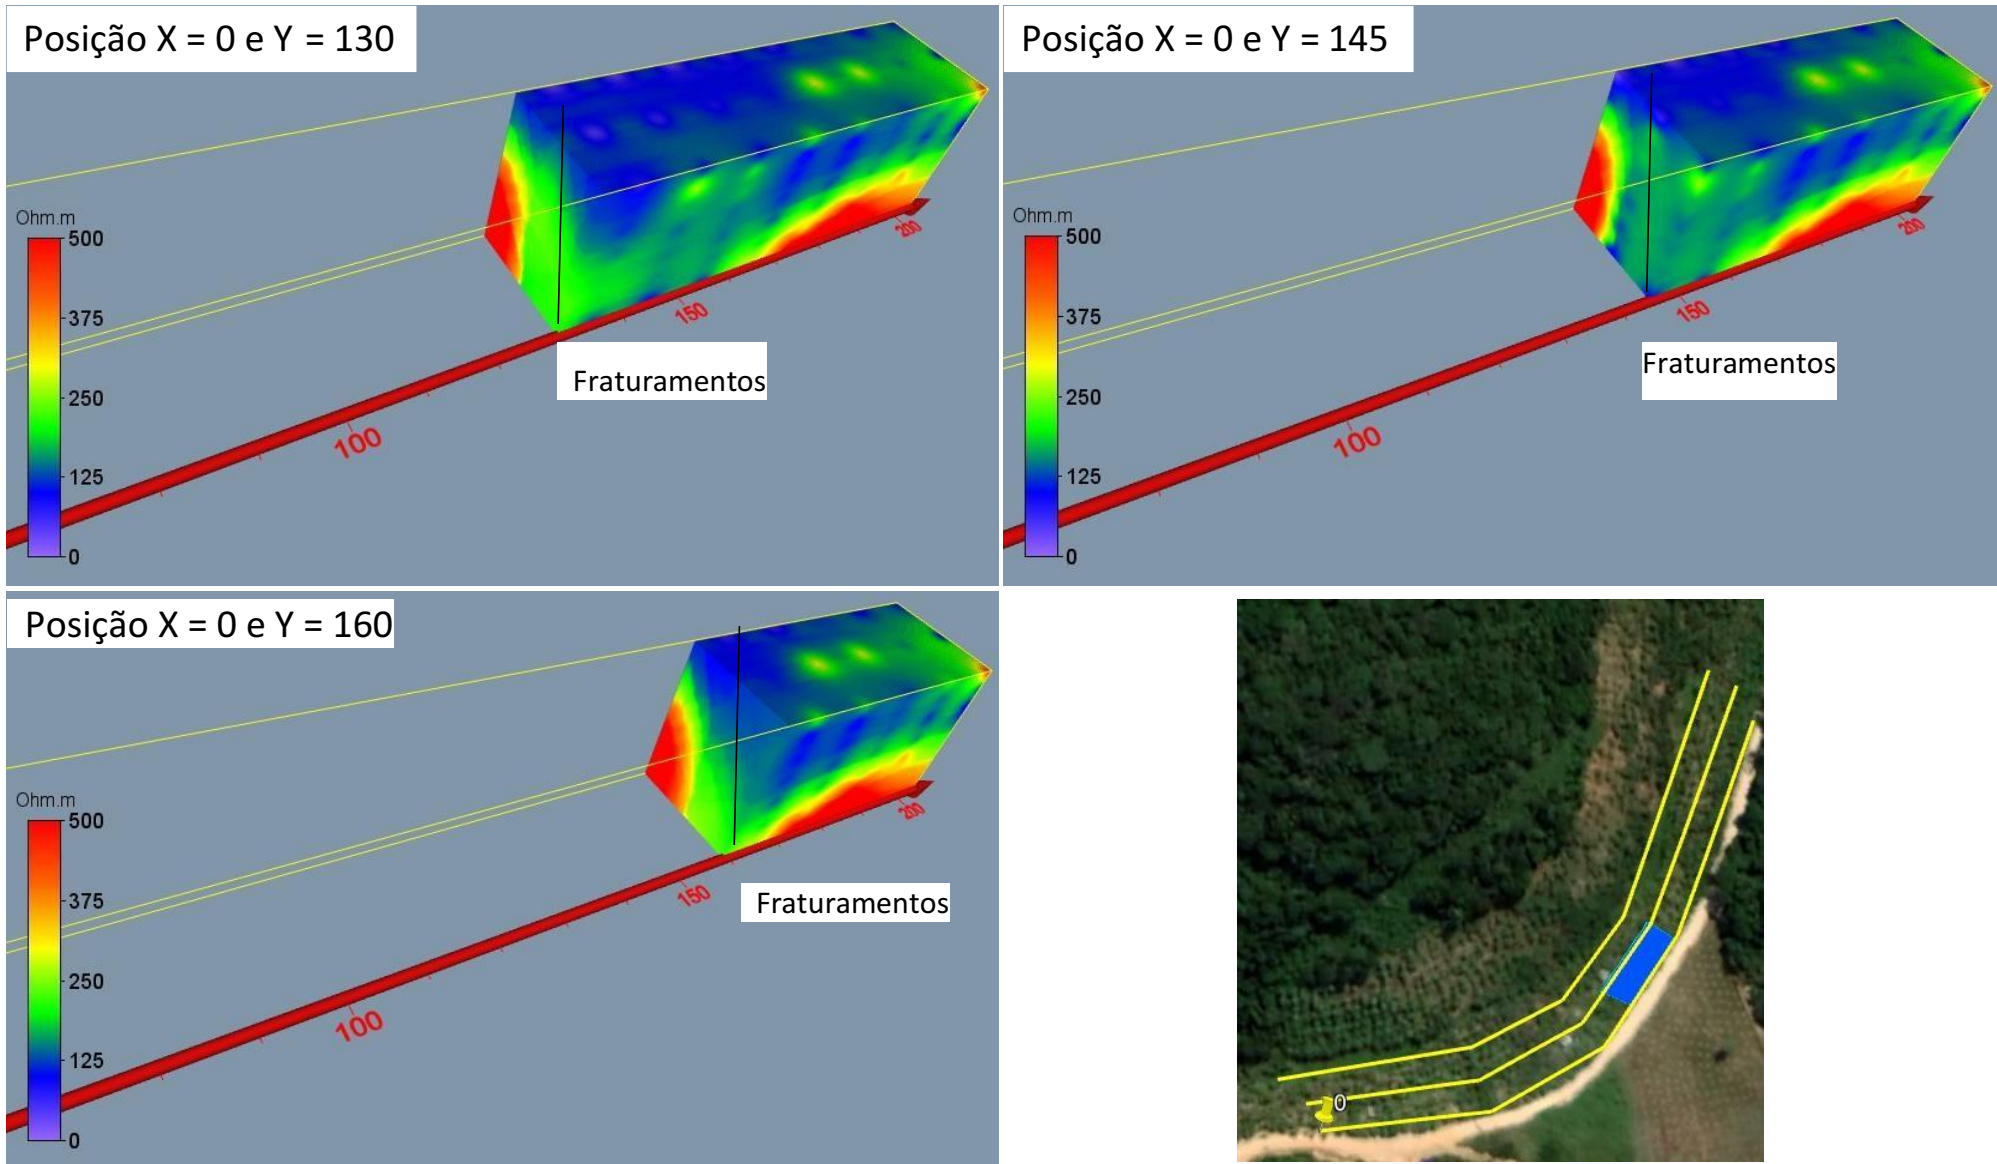 Posição X = 0 e Y = 130
Ohm.m
500
375
250
125
0
100
150
200
Fraturamentos
Posição X = 0 e Y = 145
Ohm.m
500
375
250
125
0
100
150
200
Fraturamentos
Posição X = 0 e Y = 160
Ohm.m
500
375
250
125
0
100
150
200
Fraturamentos
0